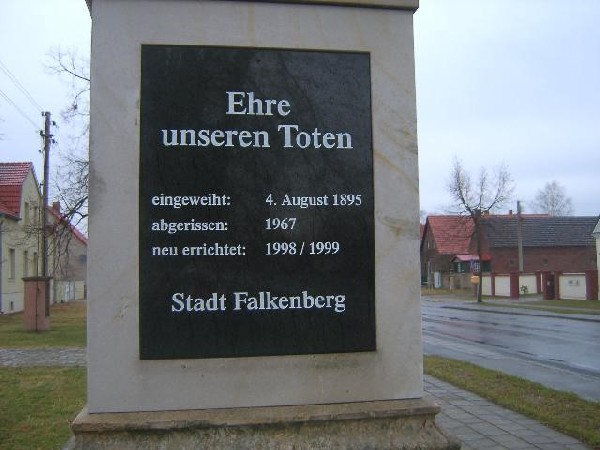 Ehre
unseren Toten
eingeweiht: 4. August 1895
abgerissen: 1967
neu errichtet: 1998 / 1999
Stadt Falkenberg